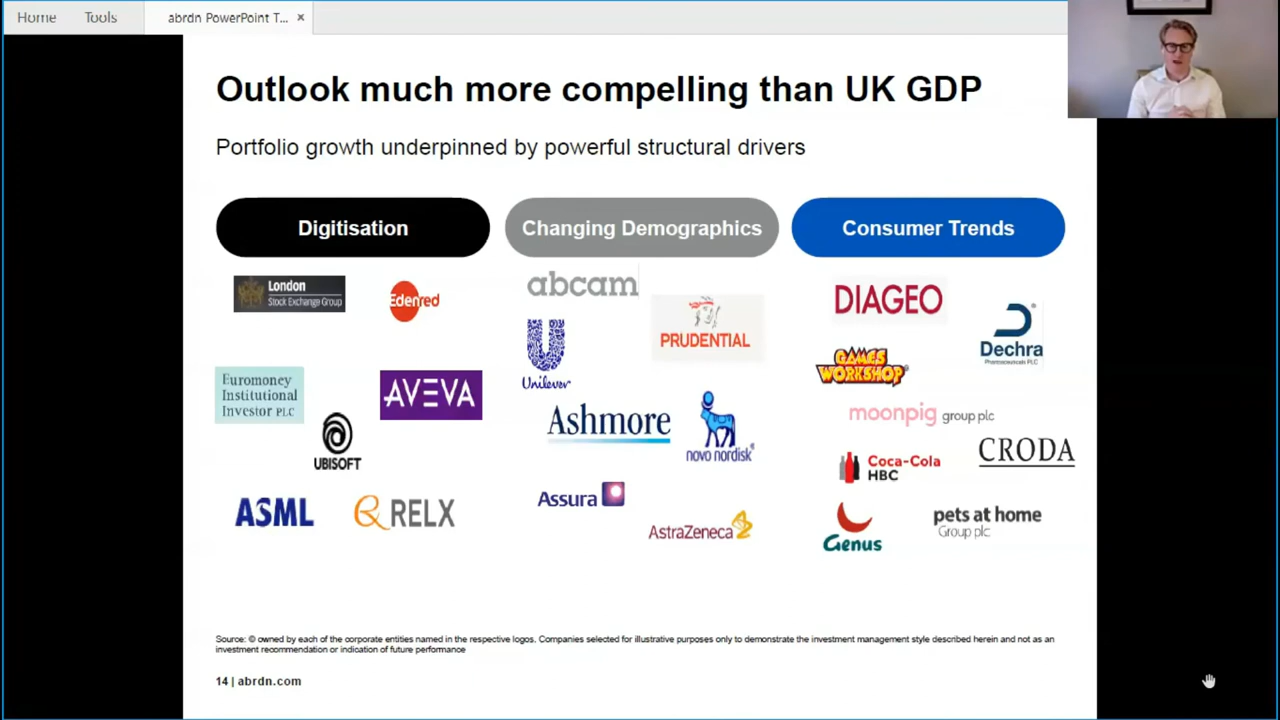 Home Tools abrdn PowerPoint T... ×
Outlook much more compelling than UK GDP
Portfolio growth underpinned by powerful structural drivers
Digitisation
London
Stock Exchange Group
Edenred
Euromoney
Institutional
Investor PLC
AVEVA
UBISOFT
ASML
RELX
Changing Demographics
abcam
PRUDENTIAL
Unilever
Ashmore
novo nordisk®
Assura
AstraZeneca
Consumer Trends
DIAGEO
Dechra®
Pharmaceuticals PLC
GAMES
WORKSHOP®
moonpig group plc
CRODA
Coca-Cola
HBC
Genus
pets at home
Group plc
Source: © owned by each of the corporate entities named in the respective logos. Companies selected for illustrative purposes only to demonstrate the investment management style described herein and not as an
investment recommendation or indication of future performance
14 | abrdn.com